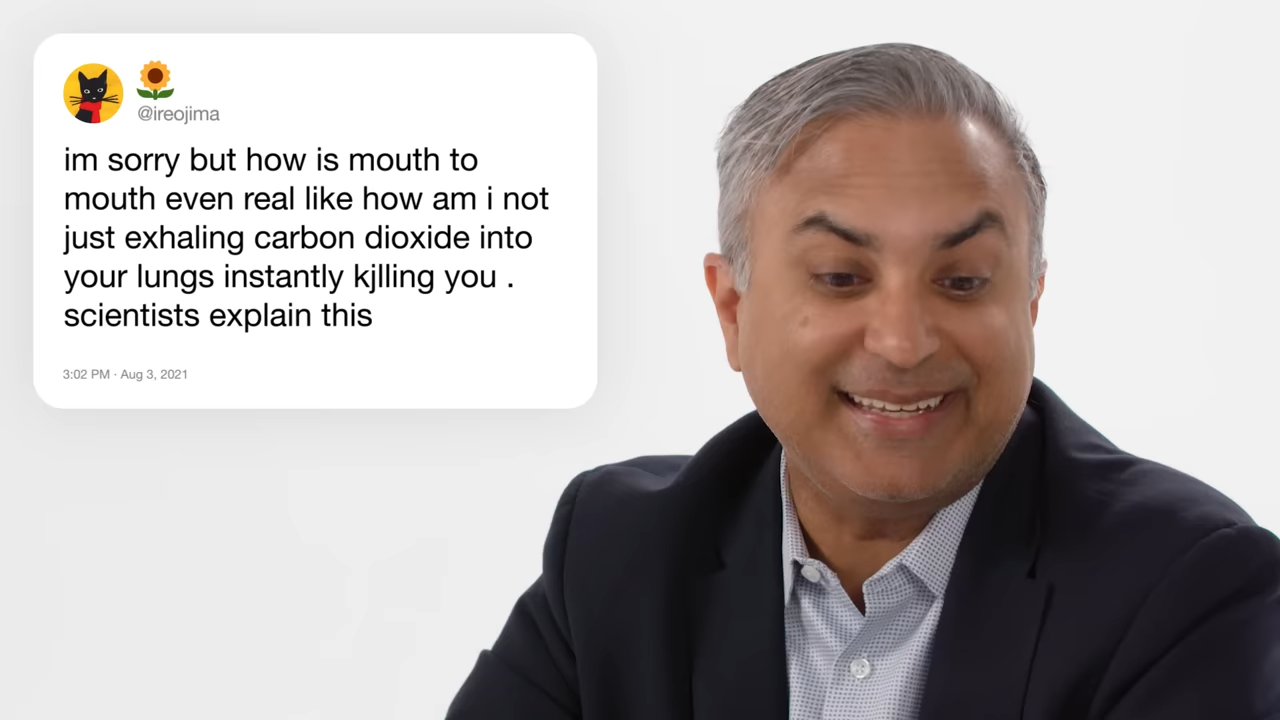 @ireojima
im sorry but how is mouth to
mouth even real like how am i not
just exhaling carbon dioxide into
your lungs instantly kjlling you .
scientists explain this
3:02 PM · Aug 3, 2021